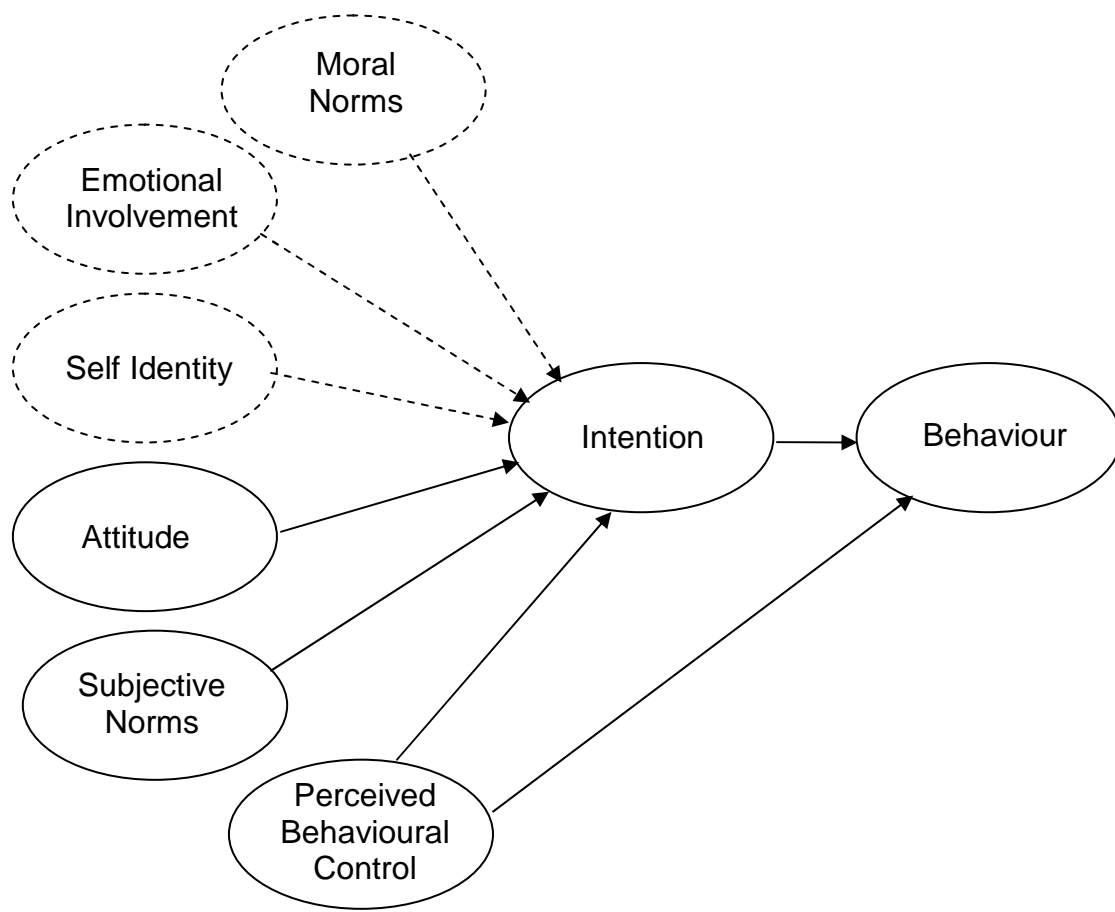 Moral
Norms
Emotional
Involvement
Self Identity
Intention
Behaviour
Attitude
Subjective
Norms
Perceived
Behavioural
Control